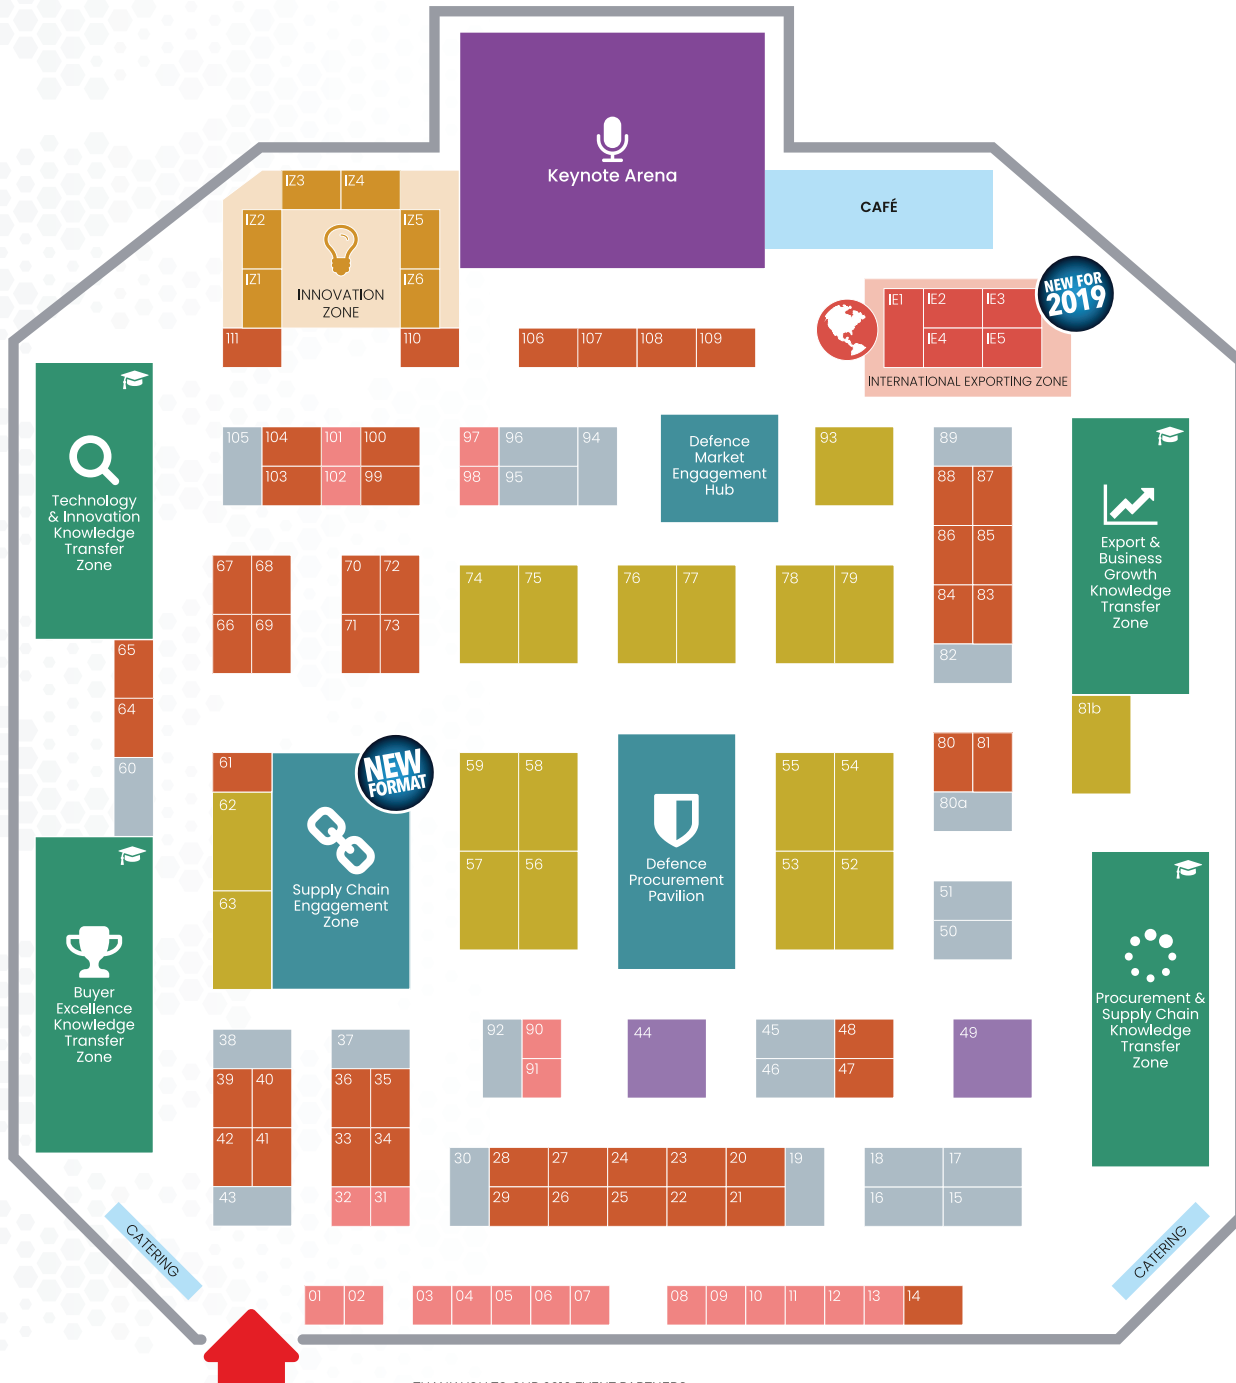 Keynote Arena
CAFÉ
IZ3
IZ4
IZ2
IZ5
IZ1
IZ6
INNOVATION
ZONE
NEW FOR
2019
IE1
IE2
IE3
IE4
IE5
INTERNATIONAL EXPORTING ZONE
111
110
106
107
108
109
Technology
& Innovation
Knowledge
Transfer
Zone
105
104
101
100
103
102
99
97
96
94
98
95
Defence
Market
Engagement
Hub
93
89
88
87
86
85
84
83
82
Export &
Business
Growth
Knowledge
Transfer
Zone
67
68
66
69
70
72
71
73
74
75
76
77
78
79
65
64
60
81b
61
62
63
NEW
FORMAT
Supply Chain
Engagement
Zone
59
58
57
56
Defence
Procurement
Pavilion
55
54
53
52
80
81
80a
51
50
Buyer
Excellence
Knowledge
Transfer
Zone
Procurement &
Supply Chain
Knowledge
Transfer
Zone
38
39
40
42
41
43
37
36
35
33
34
32
31
92
90
91
44
45
48
46
47
49
30
28
27
24
23
20
19
29
26
25
22
21
18
17
16
15
CATERING
CATERING
01
02
03
04
05
06
07
08
09
10
11
12
13
14